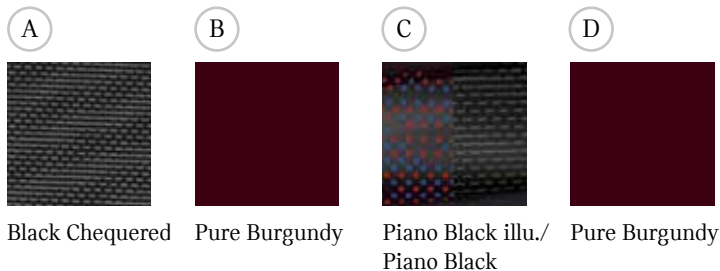 A
B
C
D
Black Chequered
Pure Burgundy
Piano Black illu./
Piano Black
Pure Burgundy